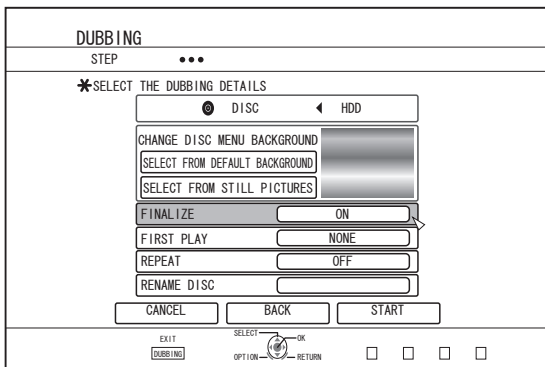 DUBBING
STEP
*SELECT THE DUBBING DETAILS
DISC HDD
CHANGE DISC MENU BACKGROUND
SELECT FROM DEFAULT BACKGROUND
SELECT FROM STILL PICTURES
FINALIZE ON
FIRST PLAY NONE
REPEAT OFF
RENAME DISC
CANCEL BACK START
EXIT SELECT OK
DUBBING OPTION RETURN